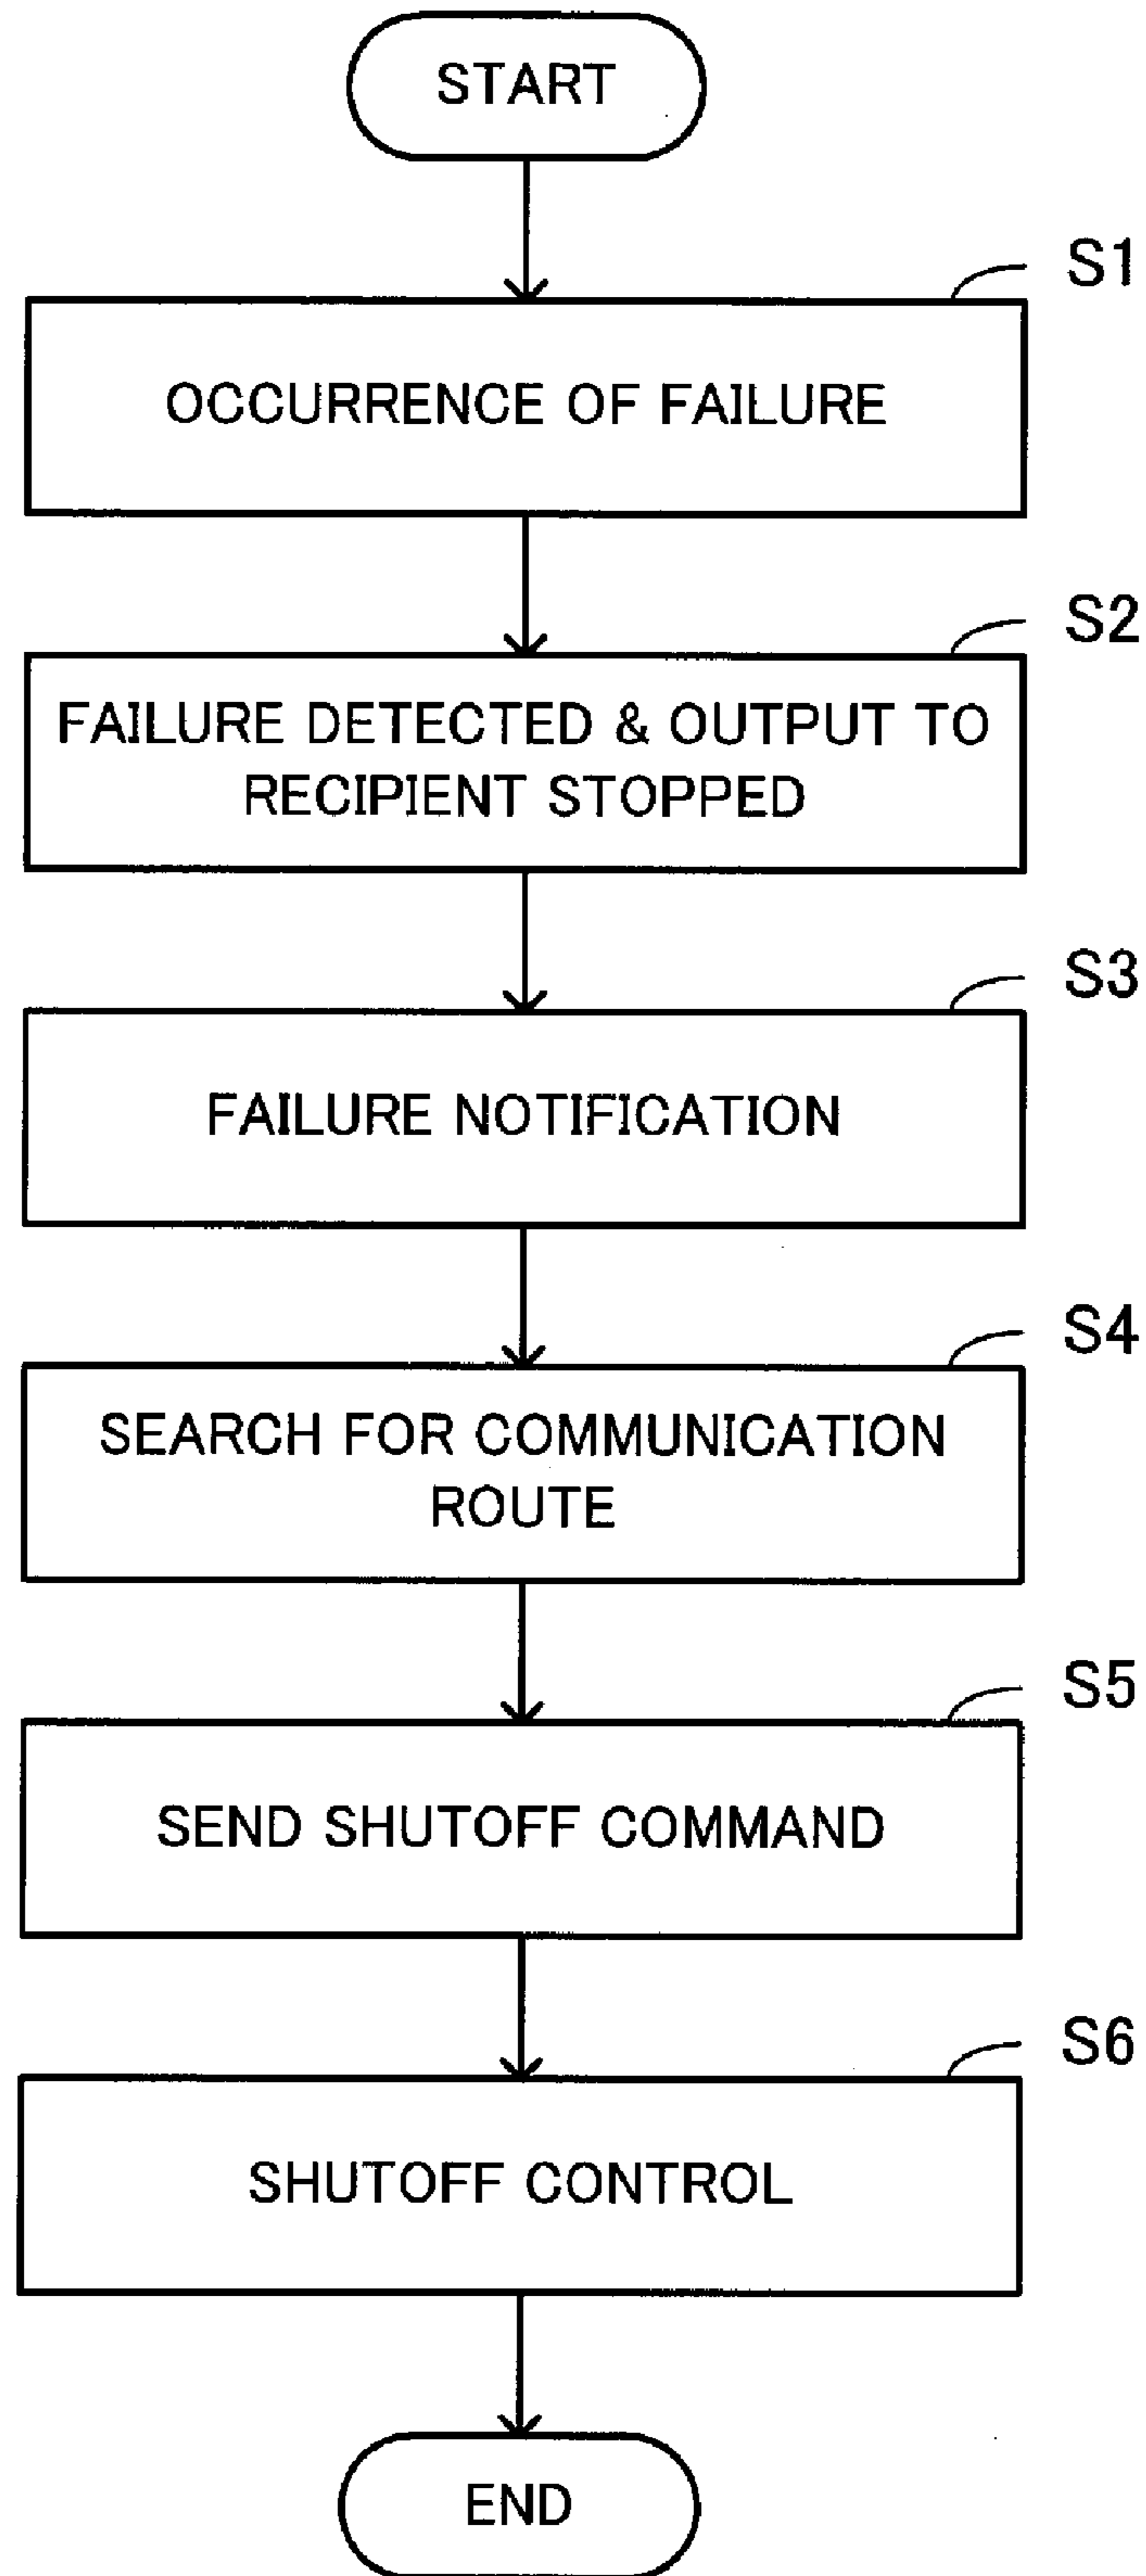 START
S1
OCCURRENCE OF FAILURE
S2
FAILURE DETECTED & OUTPUT TO
RECIPIENT STOPPED
S3
FAILURE NOTIFICATION
S4
SEARCH FOR COMMUNICATION
ROUTE
S5
SEND SHUTOFF COMMAND
S6
SHUTOFF CONTROL
END